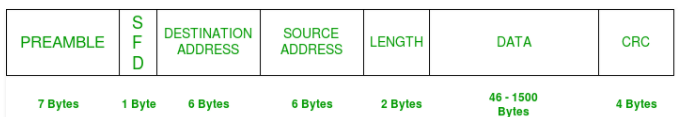 PREAMBLE
S
F
D
DESTINATION
ADDRESS
SOURCE
ADDRESS
LENGTH
DATA
CRC
7 Bytes
1 Byte
6 Bytes
6 Bytes
2 Bytes
46 - 1500
Bytes
4 Bytes